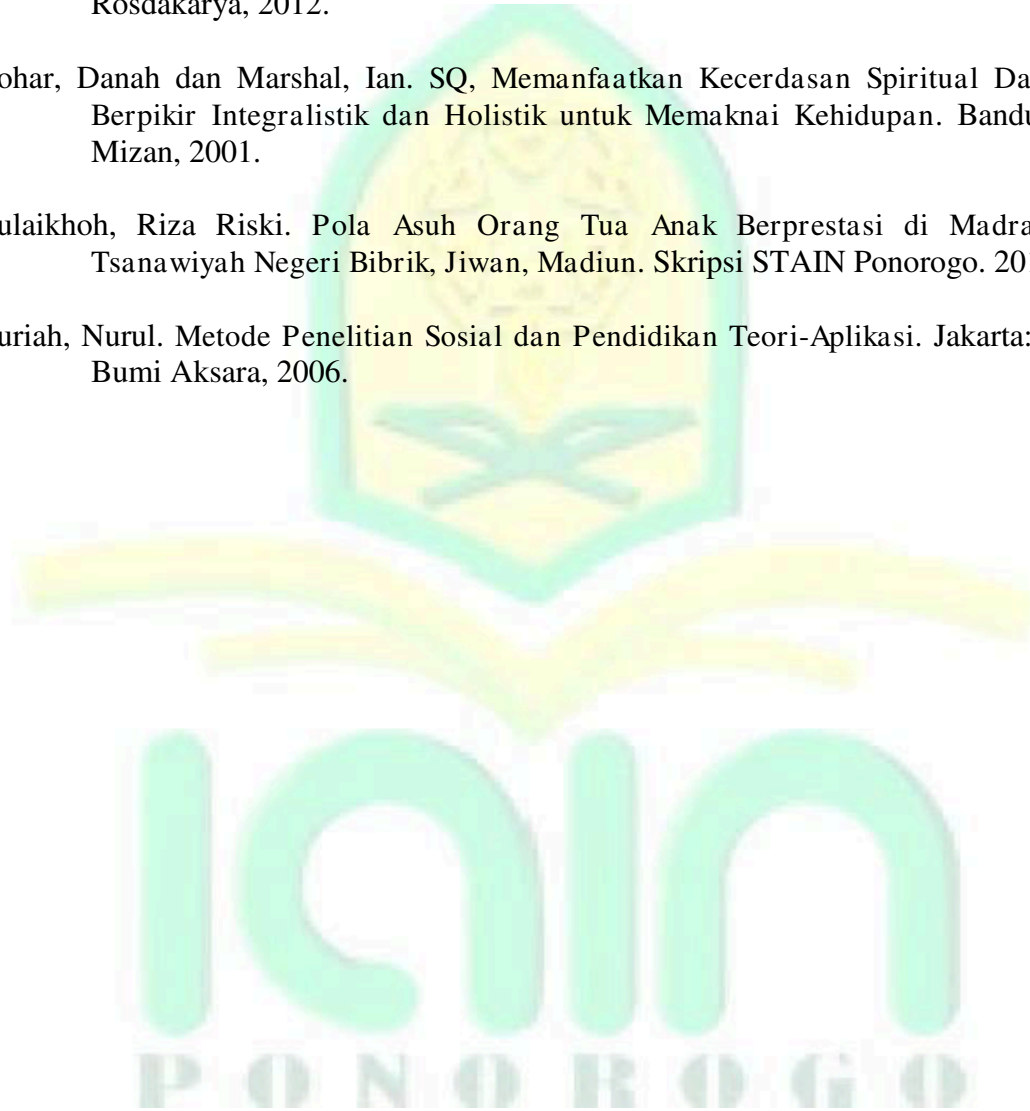 Rosdakarya, 2012.
ohar, Danah dan Marshal, Ian. SQ, Memanfaatkan Kecerdasan Spiritual Da
Berpikir Integralistik dan Holistik untuk Memaknai Kehidupan. Bandu
Mizan, 2001.
ulaikhoh, Riza Riski. Pola Asuh Orang Tua Anak Berprestasi di Madra
Tsanawiyah Negeri Bibrik, Jiwan, Madiun. Skripsi STAIN Ponorogo. 201
uriah, Nurul. Metode Penelitian Sosial dan Pendidikan Teori-Aplikasi. Jakarta:
Bumi Aksara, 2006.
iain
PONOROGO